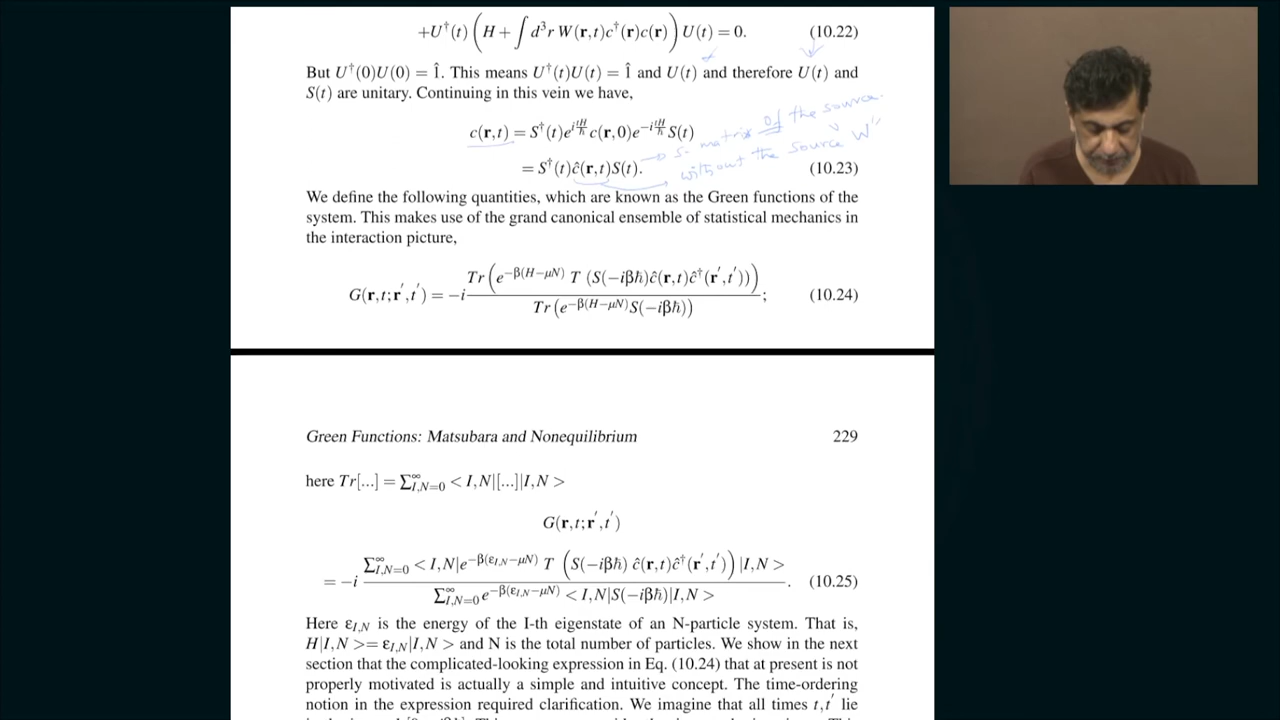 +U†(t) (H + ∫ d³r W(r,t)c†(r)c(r)) U(t) = 0. (10.22)
But U†(0)U(0) = 1̂. This means U†(t)U(t) = 1̂ and U(t) and therefore U(t) and
S(t) are unitary. Continuing in this vein we have,
c(r,t) = S†(t)e^{i tH/ħ} c(r,0)e^{-i tH/ħ} S(t)
S- matrix of the source.
= S†(t)ĉ(r,t)S(t). (10.23)
without the source W"
We define the following quantities, which are known as the Green functions of the
system. This makes use of the grand canonical ensemble of statistical mechanics in
the interaction picture,
G(r,t;r′,t′) = −i Tr(e^{−β(H−μN)} T (S(−iβħ)ĉ(r,t)ĉ†(r′,t′))) / Tr(e^{−β(H−μN)}S(−iβħ)) ; (10.24)
Green Functions: Matsubara and Nonequilibrium 229
here Tr[...] = Σ^∞_{I,N=0} < I,N|[...]|I,N >
G(r,t;r′,t′)
= −i Σ^∞_{I,N=0} < I,N|e^{−β(ε_{I,N}−μN)} T (S(−iβħ) ĉ(r,t)ĉ†(r′,t′)) |I,N > / Σ^∞_{I,N=0} e^{−β(ε_{I,N}−μN)} < I,N|S(−iβħ)|I,N > . (10.25)
Here ε_{I,N} is the energy of the I-th eigenstate of an N-particle system. That is,
H|I,N >= ε_{I,N}|I,N > and N is the total number of particles. We show in the next
section that the complicated-looking expression in Eq. (10.24) that at present is not
properly motivated is actually a simple and intuitive concept. The time-ordering
notion in the expression required clarification. We imagine that all times t,t′ lie